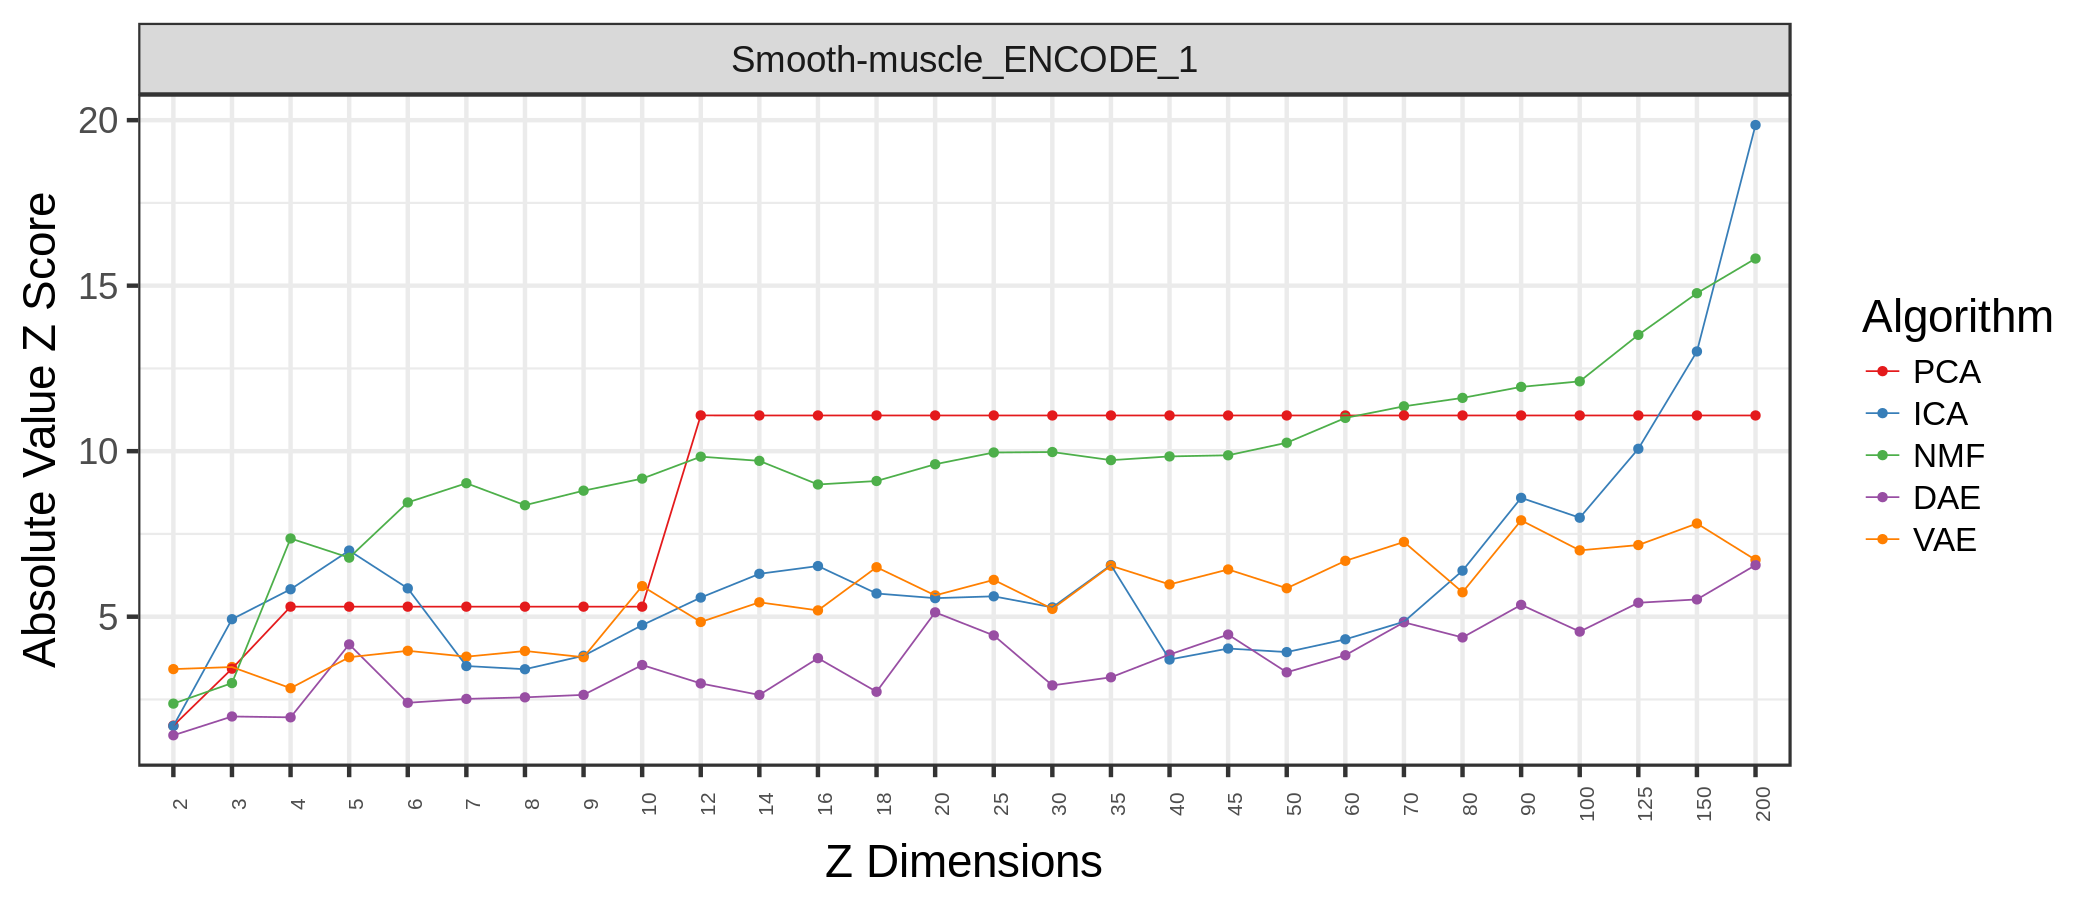 Smooth-muscle_ENCODE_1
Absolute Value Z Score
20
15
10
5
2 3 4 5 6 7 8 9 10 12 14 16 18 20 25 30 35 40 45 50 60 70 80 90 100 125 150 200
Z Dimensions
Algorithm
PCA
ICA
NMF
DAE
VAE